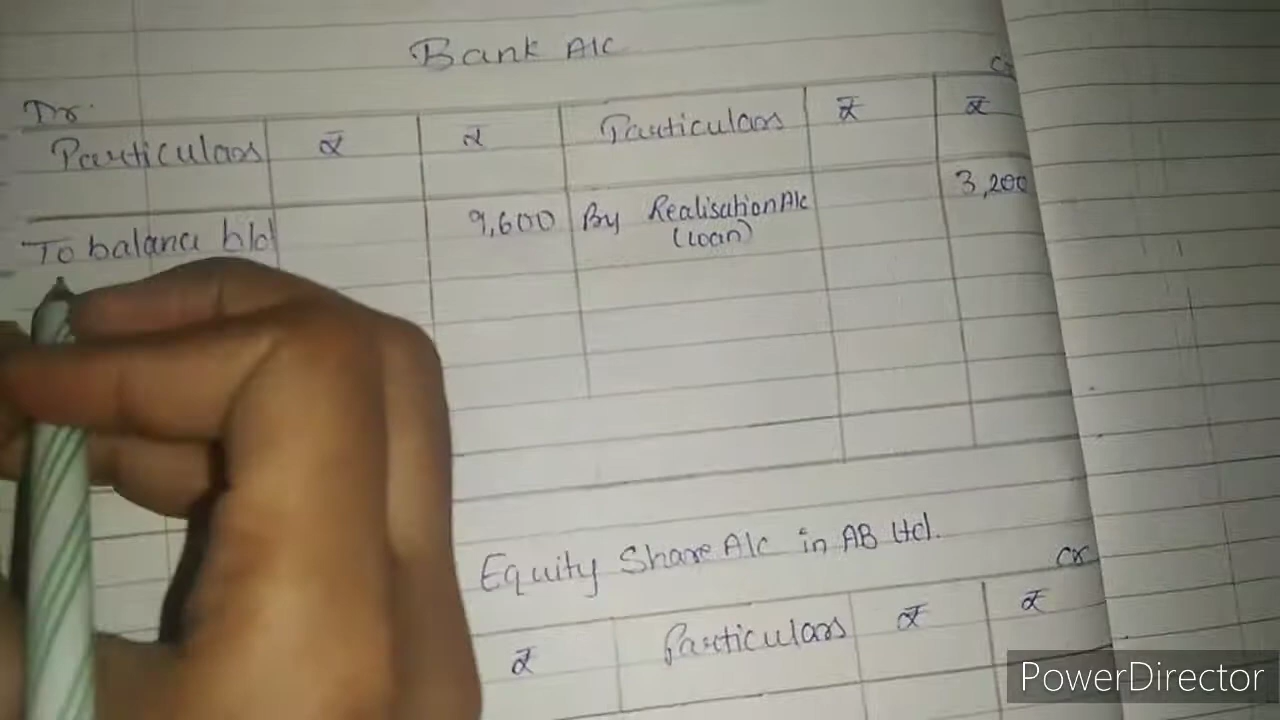 Bank A/c
Dr.
Cr
Particulars ₹ ₹ Particulars ₹ ₹
To balance b/d 9,600 By Realisation A/c 3,200
(Loan)
Equity Share A/c in AB Ltd.
Cr
₹ Particulars ₹ ₹
PowerDirector